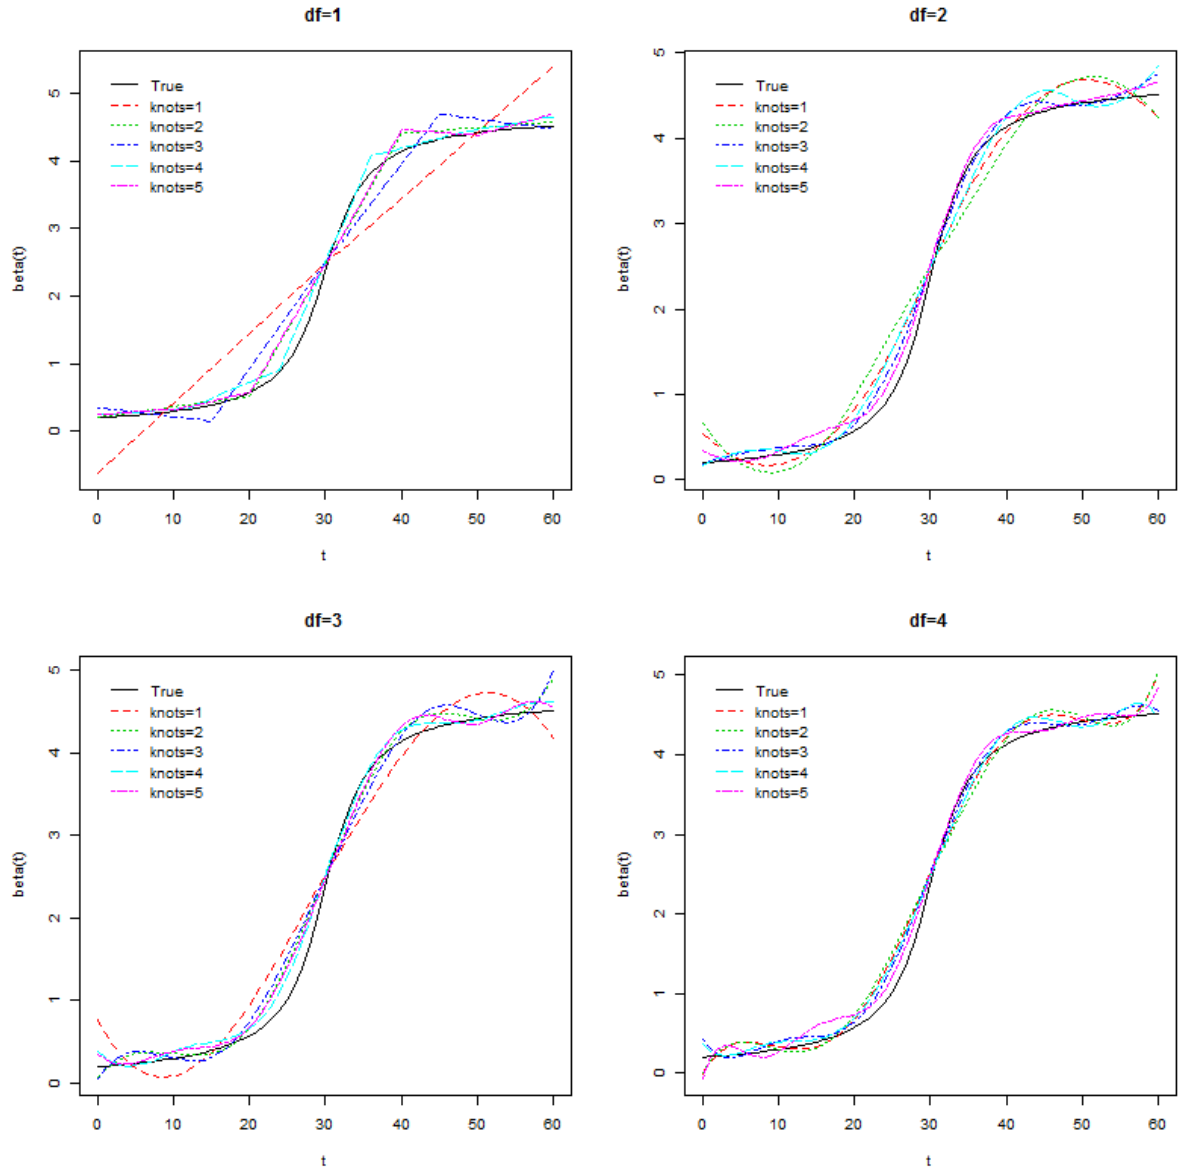 df=1
5
4
3
2
1
0
beta(t)
True
knots=1
knots=2
knots=3
knots=4
knots=5
0 10 20 30 40 50 60
t
df=2
5
4
3
2
1
0
beta(t)
True
knots=1
knots=2
knots=3
knots=4
knots=5
0 10 20 30 40 50 60
t
df=3
5
4
3
2
1
0
beta(t)
True
knots=1
knots=2
knots=3
knots=4
knots=5
0 10 20 30 40 50 60
t
df=4
5
4
3
2
1
0
beta(t)
True
knots=1
knots=2
knots=3
knots=4
knots=5
0 10 20 30 40 50 60
t